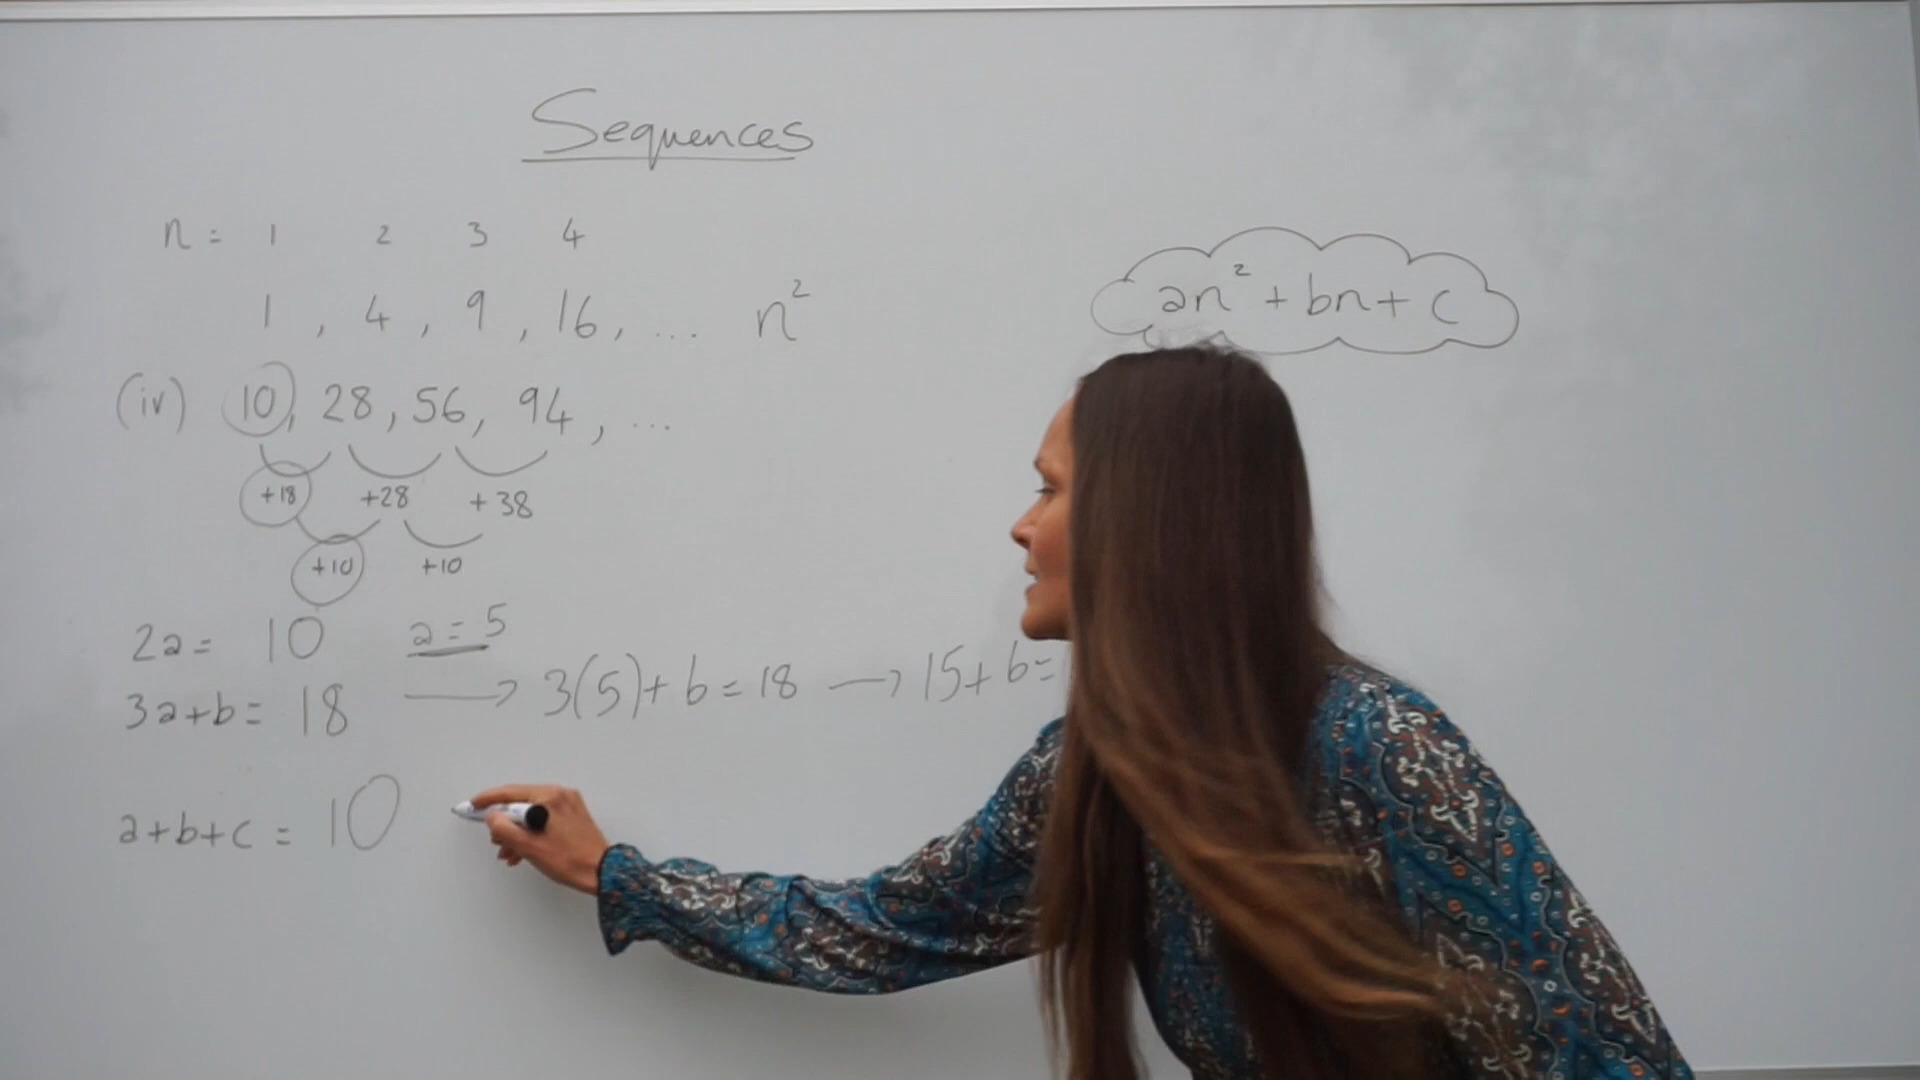 Sequences
n = 1 2 3 4
1, 4, 9, 16, ... n²
an² + bn + c
(iv) 10, 28, 56, 94, ...
+18 +28 +38
+10 +10
2a = 10 a = 5
3a+b = 18 → 3(5) + b = 18 → 15 + b =
a+b+c = 10